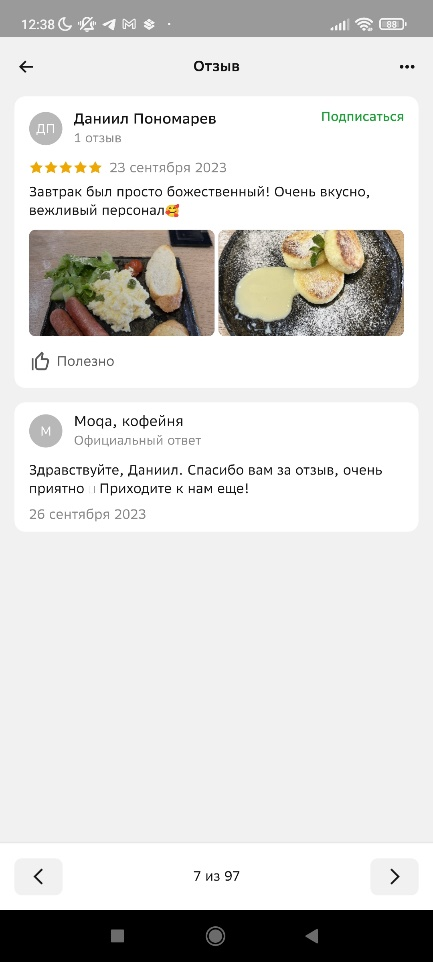 12:38
88
Отзыв
ДП
Даниил Пономарев
Подписаться
1 отзыв
23 сентября 2023
Завтрак был просто божественный! Очень вкусно,
вежливый персонал🥰
Полезно
М
Moqa, кофейня
Официальный ответ
Здравствуйте, Даниил. Спасибо вам за отзыв, очень
приятно Приходите к нам еще!
26 сентября 2023
7 из 97